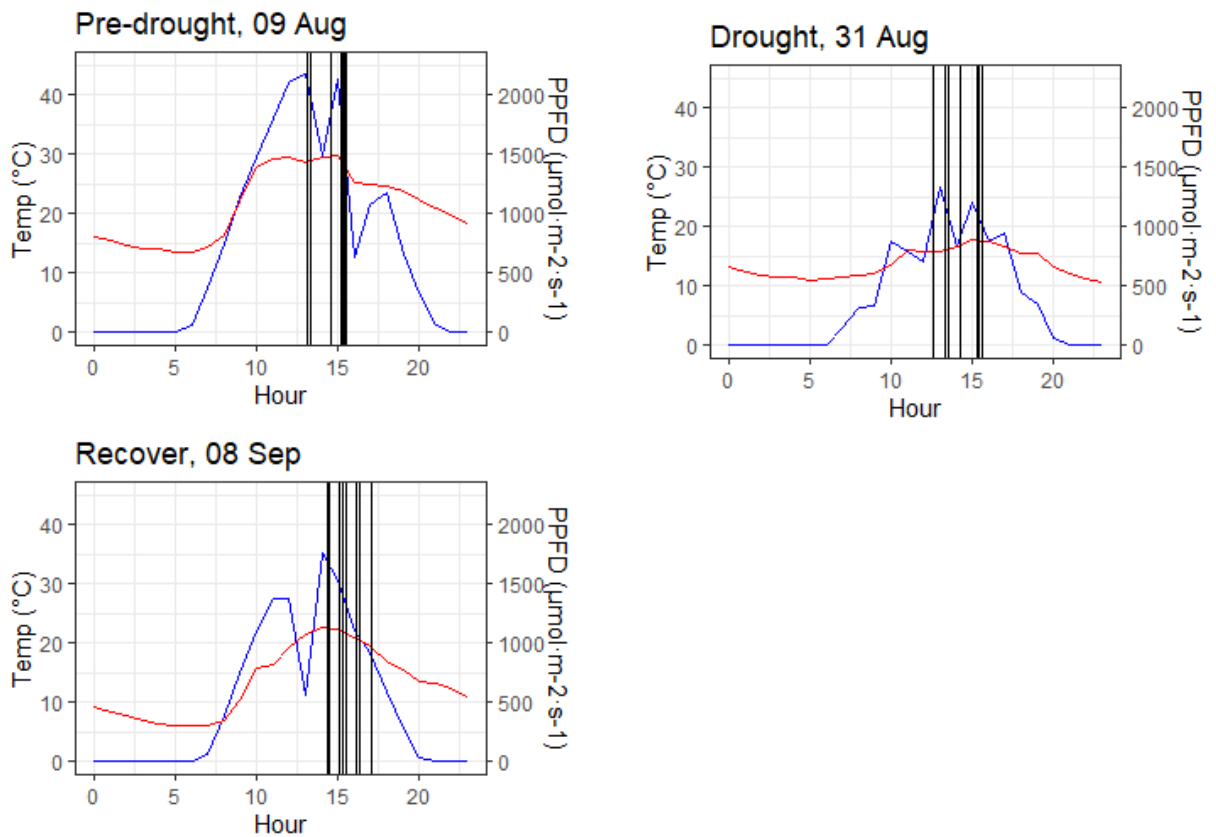 Pre-drought, 09 Aug
Temp (°C)
40
30
20
10
0
2000
1500
1000
500
0
PPFD (µmol·m-2·s-1)
0 5 10 15 20
Hour
Drought, 31 Aug
Temp (°C)
40
30
20
10
0
2000
1500
1000
500
0
PPFD (µmol·m-2·s-1)
0 5 10 15 20
Hour
Recover, 08 Sep
Temp (°C)
40
30
20
10
0
2000
1500
1000
500
0
PPFD (µmol·m-2·s-1)
0 5 10 15 20
Hour